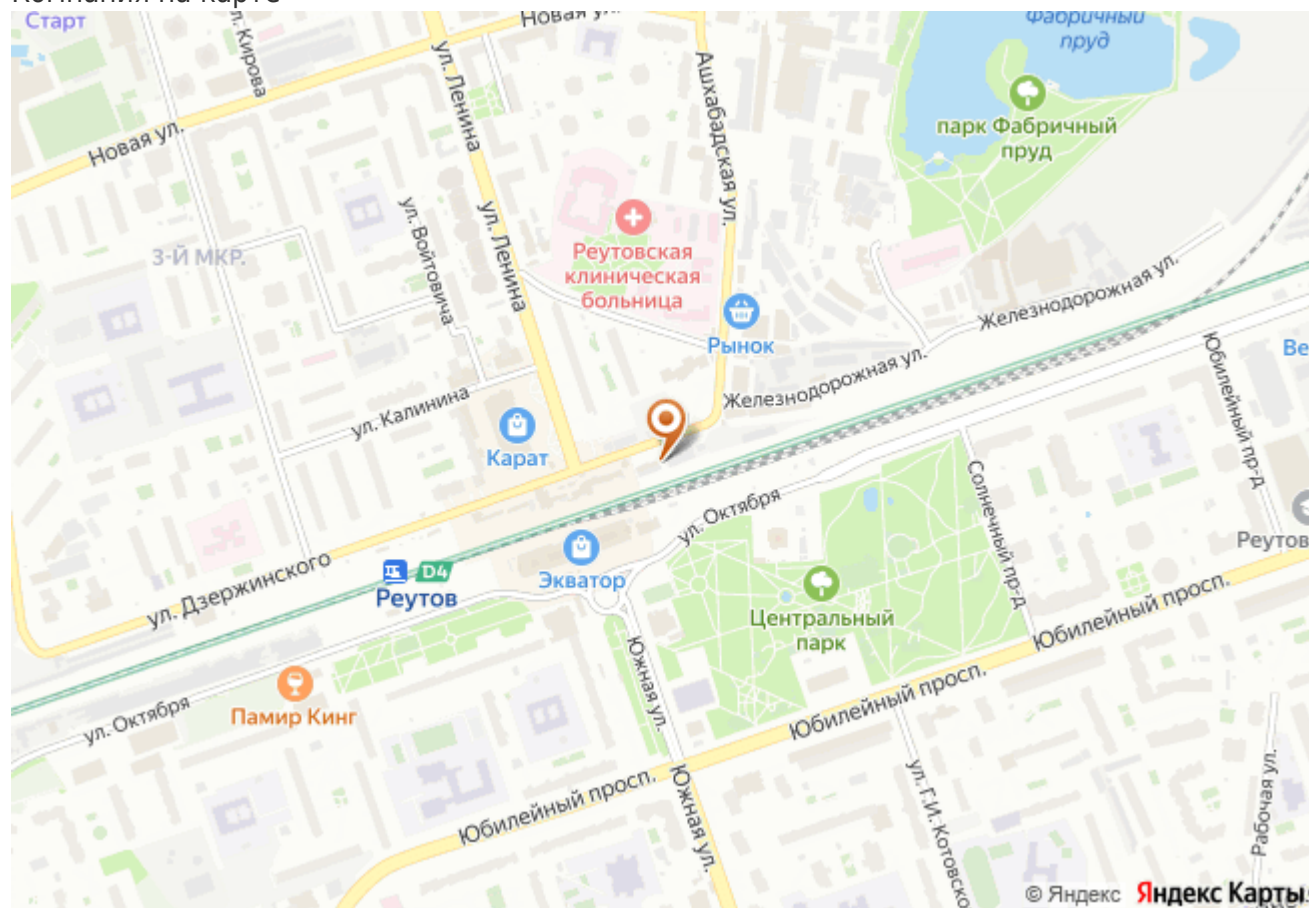 Компания на карте
Старт
ул. Кирова
Новая ул.
Фабричный
пруд
ул. Ленина
Ашхабадская ул.
парк Фабричный
пруд
Новая ул.
ул. Войтовича
ул. Ленина
Реутовская
клиническая
больница
3-Й МКР.
Железнодорожная ул.
Рынок
Железнодорожная ул.
Юбилейный пр-д
Ве
ул. Калинина
Карат
Солнечный пр-д
ул. Октября
Реутов
Экватор
D4
Реутов
ул. Дзержинского
Центральный
парк
Юбилейный просп.
Южная ул.
Памир Кинг
ул. Октября
Юбилейный просп.
Юбилейный просп.
Южная ул.
ул. Г.И. Котовско
Рабочая ул.
© Яндекс Яндекс Карты